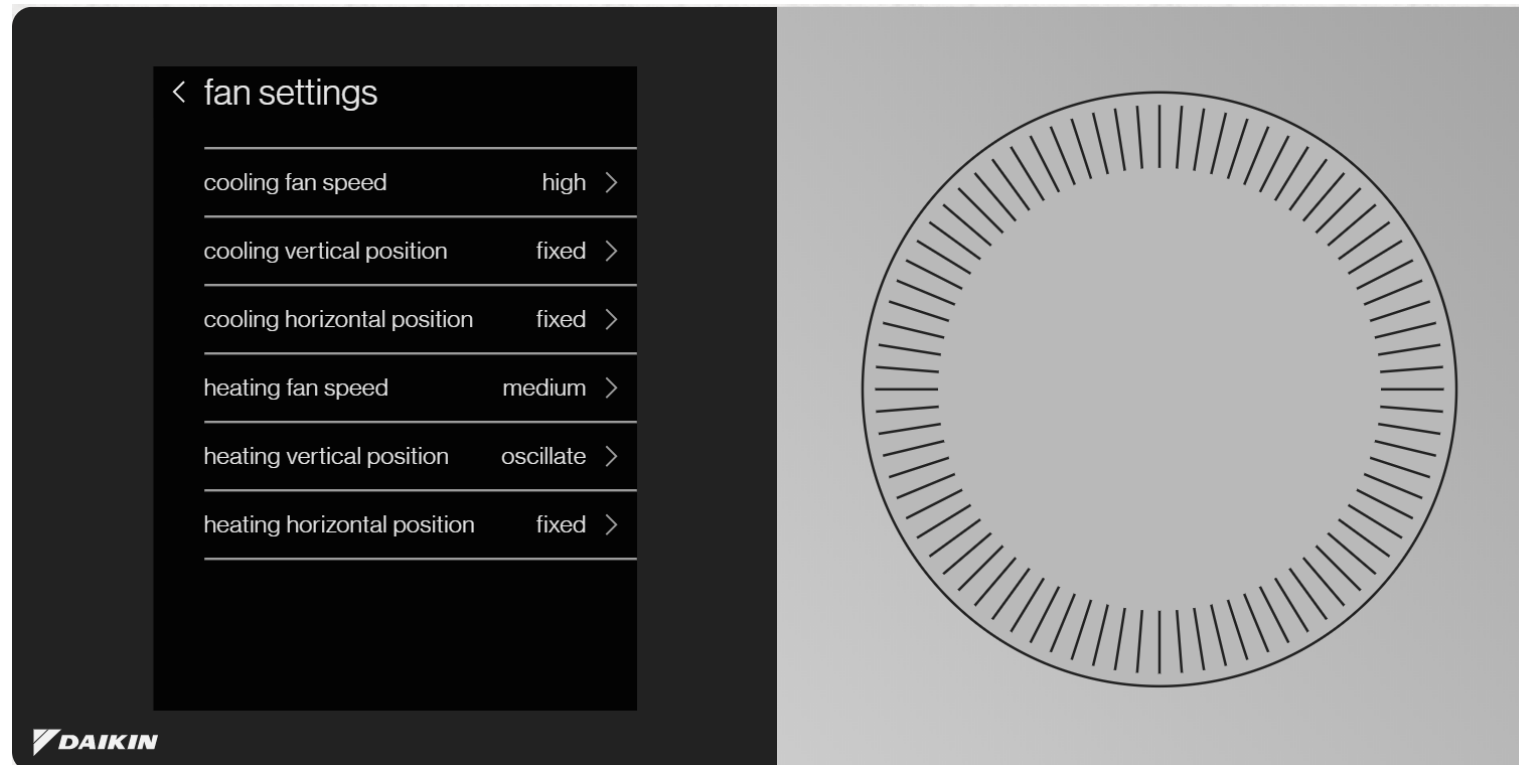 fan settings
cooling fan speed high
cooling vertical position fixed
cooling horizontal position fixed
heating fan speed medium
heating vertical position oscillate
heating horizontal position fixed
DAIKIN